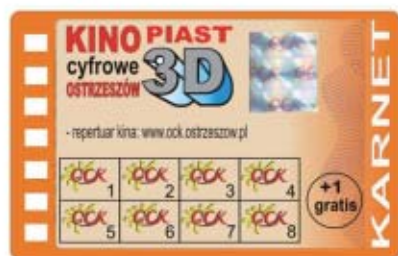 KINO PIAST
cyfrowe 3D
OSTRZESZÓW
- repertuar kina: www.ock.ostrzeszow.pl
OCK 1 OCK 2 OCK 3 OCK 4
OCK 5 OCK 6 OCK 7 OCK 8
+1
gratis
KARNET